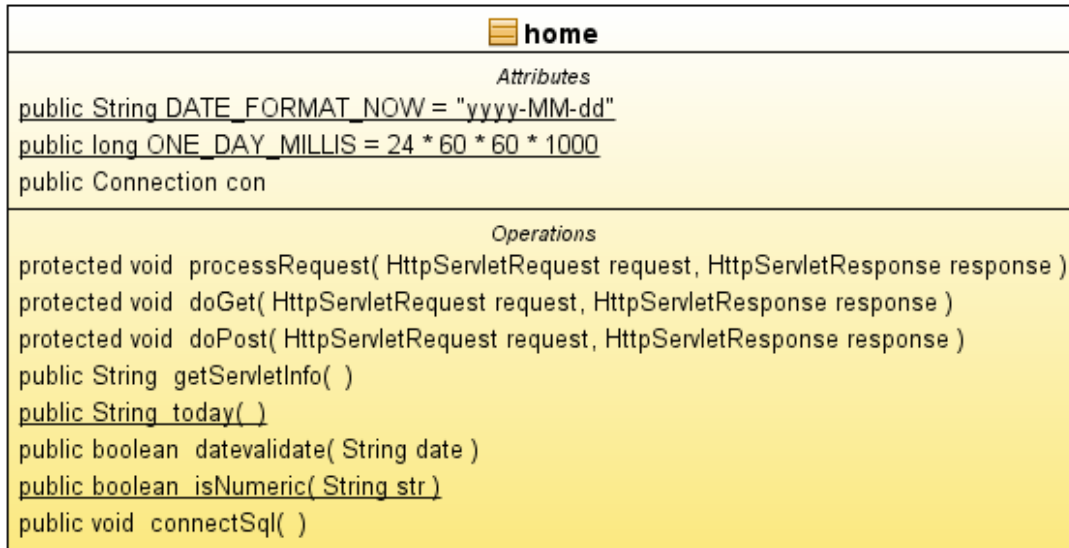 home
Attributes
public String DATE_FORMAT_NOW = "yyyy-MM-dd"
public long ONE_DAY_MILLIS = 24 * 60 * 60 * 1000
public Connection con
Operations
protected void processRequest( HttpServletRequest request, HttpServletResponse response )
protected void doGet( HttpServletRequest request, HttpServletResponse response )
protected void doPost( HttpServletRequest request, HttpServletResponse response )
public String getServletInfo( )
public String today( )
public boolean datevalidate( String date )
public boolean isNumeric( String str )
public void connectSql( )